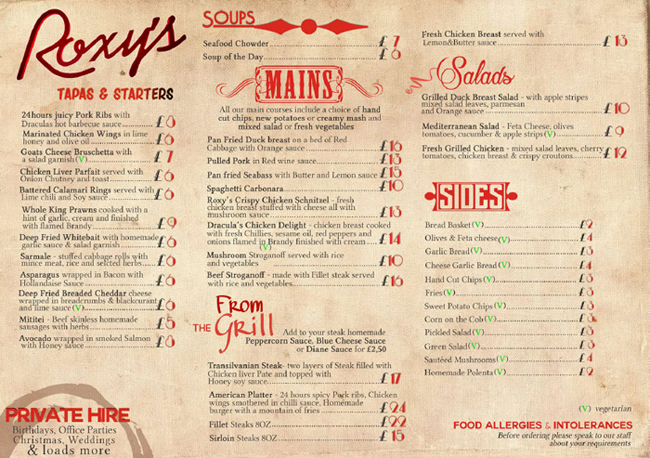 Roxy's
TAPAS & STARTERS
24hours juicy Pork Ribs with
Draculas hot barbecue sauce
Marinated Chicken Wings in lime
honey and olive oil £6
Goats Cheese Bruschetta with
a salad garnish(V) £7
Chicken Liver Parfait served with
Onion Chutney and toast £6
Battered Calamari Rings served with
Lime chili and Soy sauce £6
Whole King Prawns cooked with a
hint of garlic, cream and finished
with flamed Brandy £9
Deep Fried Whitebait with homemade
garlic sauce & salad garnish £6
Sarmale - stuffed cabbage rolls with
mince meat, rice and selected herbs £6
Asparagus wrapped in Bacon with
Hollandaise Sauce £6
Deep Fried Breaded Cheddar cheese
wrapped in breadcrumbs & blackcurrant
and lime sauce (V) £6
Mititei - Beef skinless homemade
sausages with herbs £5
Avocado wrapped in smoked Salmon
with Honey sauce £6
PRIVATE HIRE
Birthdays, Office Parties
Christmas, Weddings
& loads more
SOUPS
Seafood Chowder £7
Soup of the Day
MAINS
All our main courses include a choice of hand
cut chips, new potatoes or creamy mash and
mixed salad or fresh vegetables
Pan Fried Duck breast on a bed of Red
Cabbage with Orange sauce £16
Pulled Pork in Red wine sauce £13
Pan fried Seabass with Butter and Lemon sauce £15
Spaghetti Carbonara £10
Roxy's Crispy Chicken Schnitzel - fresh
chicken breast stuffed with cheese all with
mushroom sauce £13
Dracula's Chicken Delight - chicken breast cooked
with fresh Chillies, sesame oil, red peppers and
onions flamed in Brandy finished with cream £14
(V)
Mushroom Stroganoff served with rice
and vegetables £10
Beef Stroganoff - made with Fillet steak served
with rice and vegetables £16
From
THE Grill
Add to your steak homemade
Peppercorn Sauce, Blue Cheese Sauce
or Diane Sauce for £2,50
Transilvanian Steak- two layers of Steak filled with
Chicken liver Pate and topped with
Honey soy sauce £17
American Platter - 24 hours spicy Pork ribs, Chicken
wings smothered in chilli sauce, Homemade
burger with a mountain of fries £24
Fillet Steaks 8OZ £22
Sirloin Steaks 8OZ £15
Fresh Chicken Breast served with
Lemon&Butter sauce £13
Salads
Grilled Duck Breast Salad - with apple stripes
mixed salad leaves, parmesan
and Orange sauce £10
Mediterranean Salad - Feta Cheese, olives
tomatoes, cucumber & apple strips(V) £9
Fresh Grilled Chicken - mixed salad leaves, cherry
tomatoes, chicken breast & crispy croutons £12
SIDES
Bread Basket(V) £2
Olives & Feta cheese(V) £4
Garlic Bread(V) £3
Cheese Garlic Bread(V) £4
Hand Cut Chips(V) £3
Fries(V) £3
Sweet Potato Chips(V) £3
Corn on the Cob(V) £3
Pickled Salad(V) £3
Green Salad(V) £3
Sautéed Mushrooms(V) £4
Homemade Polenta(V) £2
(V) vegetarian
FOOD ALLERGIES & INTOLERANCES
Before ordering please speak to our staff
about your requirements